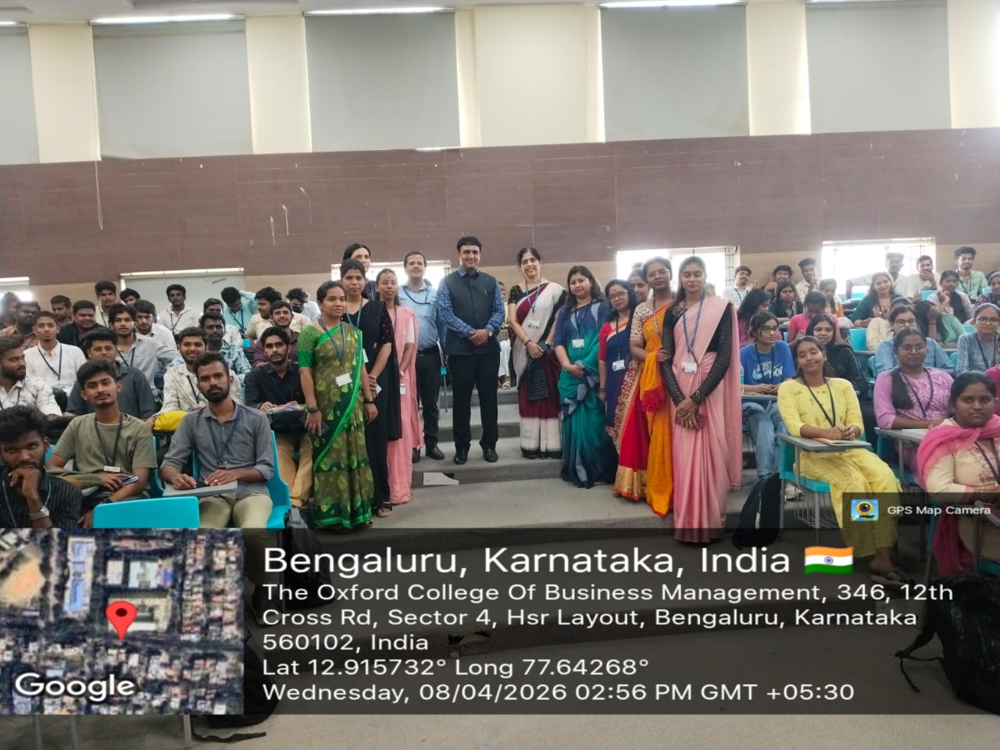 GPS Map Camera
Bengaluru, Karnataka, India
The Oxford College Of Business Management, 346, 12th
Cross Rd, Sector 4, Hsr Layout, Bengaluru, Karnataka
560102, India
Lat 12.915732° Long 77.64268°
Wednesday, 08/04/2026 02:56 PM GMT +05:30
Google